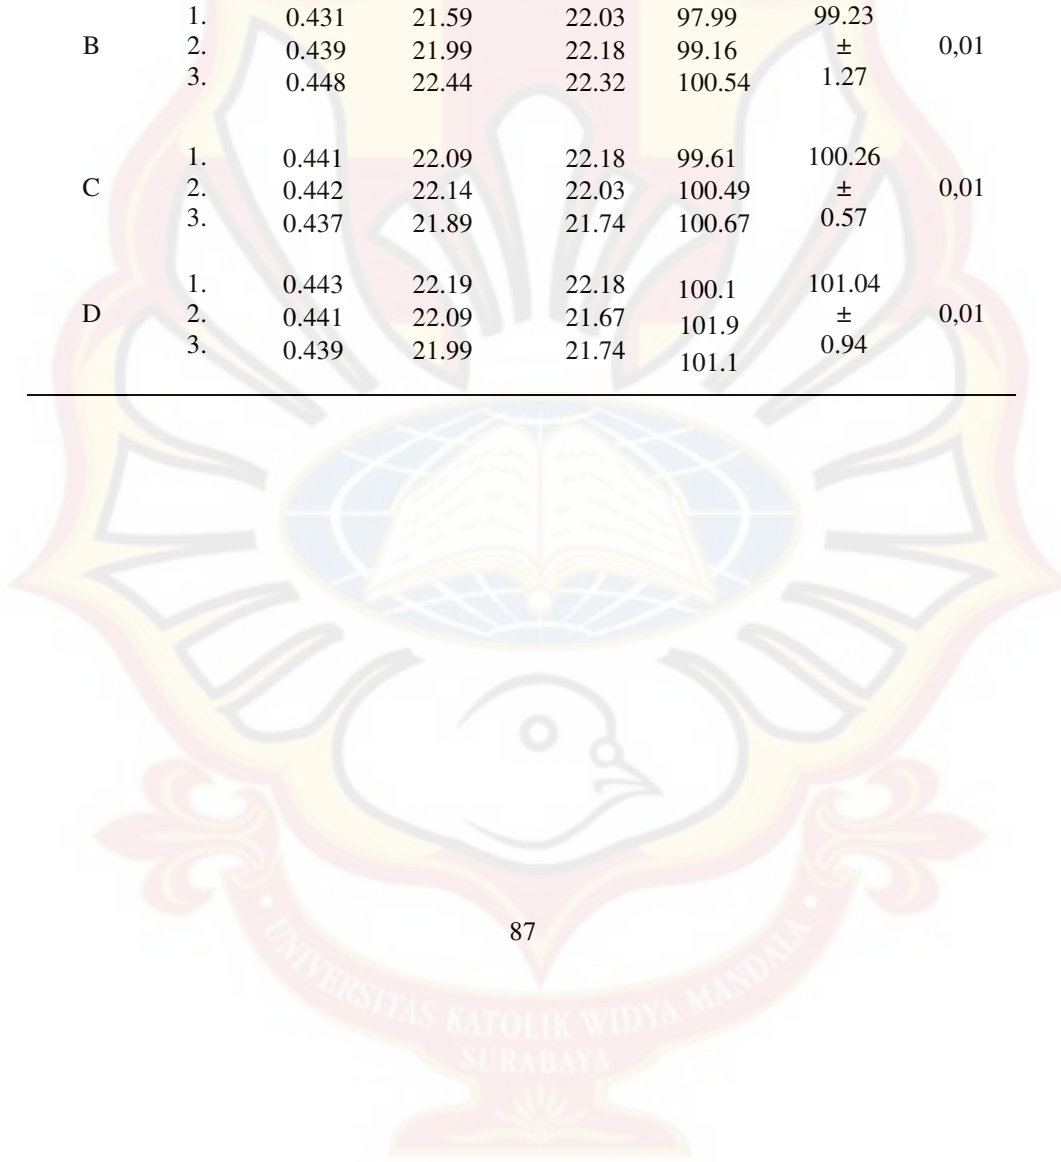 1. 0.431 21.59 22.03 97.99 99.23
B 2. 0.439 21.99 22.18 99.16 ± 0,01
3. 0.448 22.44 22.32 100.54 1.27
1. 0.441 22.09 22.18 99.61 100.26
C 2. 0.442 22.14 22.03 100.49 ± 0,01
3. 0.437 21.89 21.74 100.67 0.57
1. 0.443 22.19 22.18 100.1 101.04
D 2. 0.441 22.09 21.67 101.9 ± 0,01
3. 0.439 21.99 21.74 101.1 0.94
87
UNIVERSITAS KATOLIK WIDYA MANDALA
SURABAYA